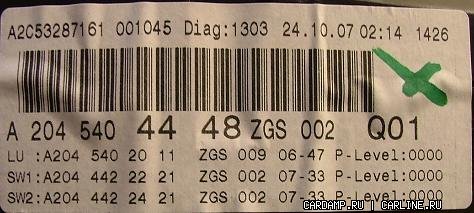 A2C53287161 001045 Diag:1303 24.10.07 02:14 1426
A 204 540 44 48 ZGS 002 Q01
LU :A204 540 20 11 ZGS 009 06-47 P-Level:0000
SW1:A204 442 22 21 ZGS 002 07-33 P-Level:0000
SW2:A204 442 24 21 ZGS 002 07-33 P-Level:0000
CARDAMP.RU | CARLINE.RU